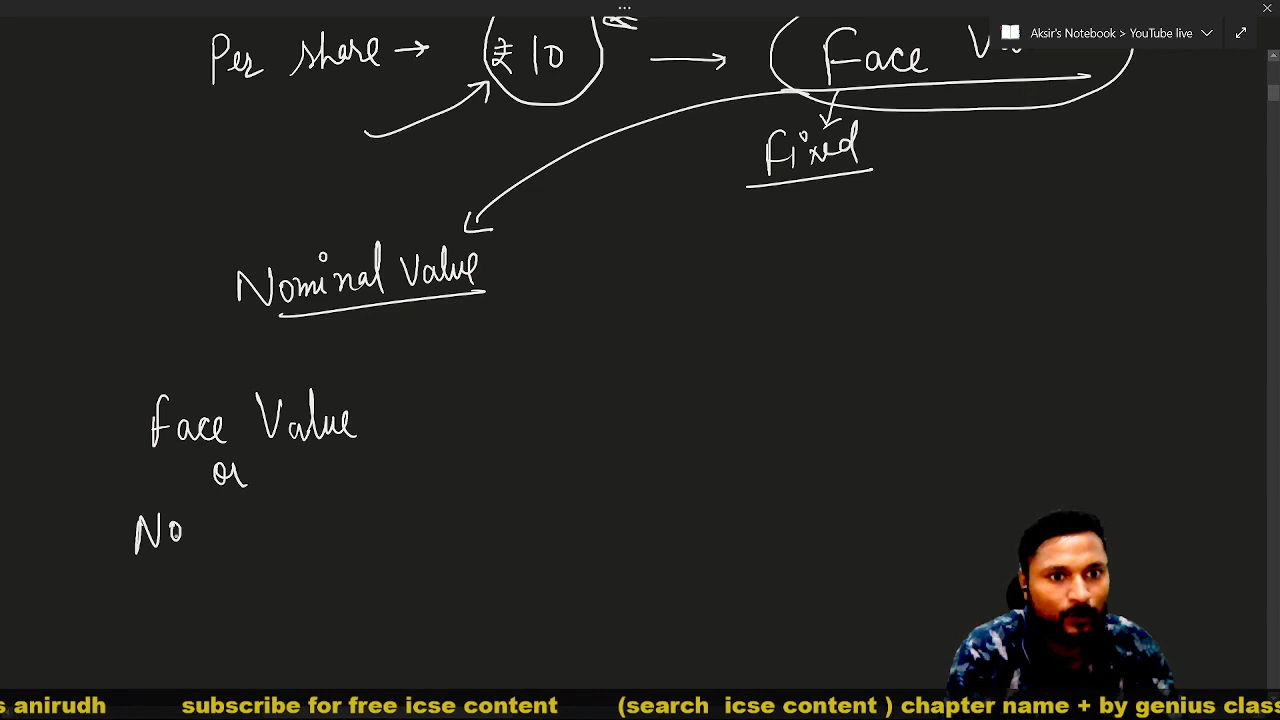 Aksir's Notebook > YouTube live
Per share → ₹ 10 → Face
Fixed
Nominal Value
Face Value
or
No
s anirudh subscribe for free icse content (search icse content ) chapter name + by genius class